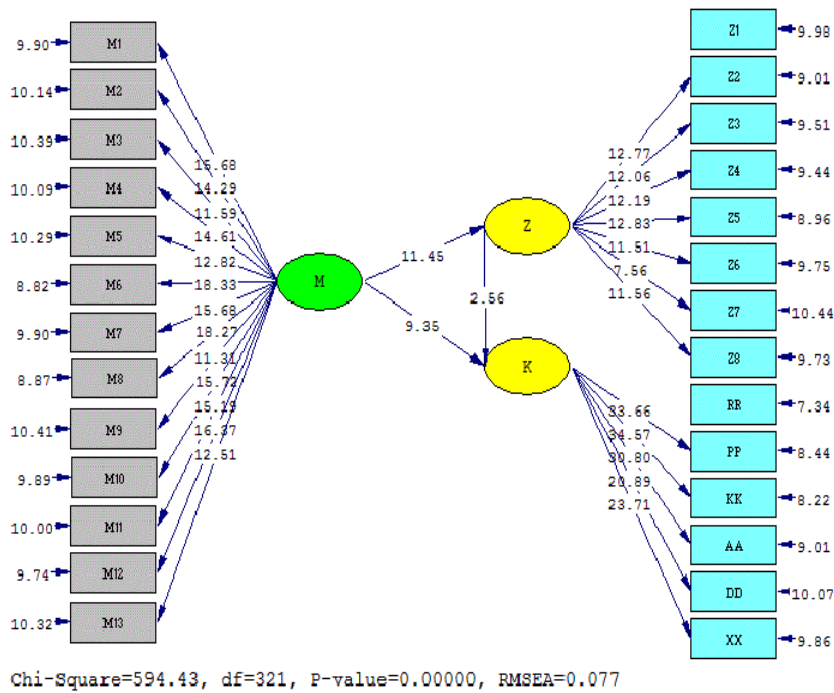 9.90 M1
10.14 M2
10.39 M3
10.09 M4
10.29 M5
8.82 M6
9.90 M7
8.87 M8
10.41 M9
9.89 M10
10.00 M11
9.74 M12
10.32 M13
15.68
14.29
11.59
14.61
12.82
18.33
15.68
18.27
11.31
15.72
15.19
16.37
12.51
M
11.45
9.35
Z
2.56
K
12.77
12.06
12.19
12.83
11.51
7.56
11.56
33.66
34.57
30.80
20.89
23.71
Z1 9.98
Z2 9.01
Z3 9.51
Z4 9.44
Z5 8.96
Z6 9.75
Z7 10.44
Z8 9.73
RR 7.34
PP 8.44
KK 8.22
AA 9.01
DD 10.07
XX 9.86
Chi-Square=594.43, df=321, P-value=0.00000, RMSEA=0.077